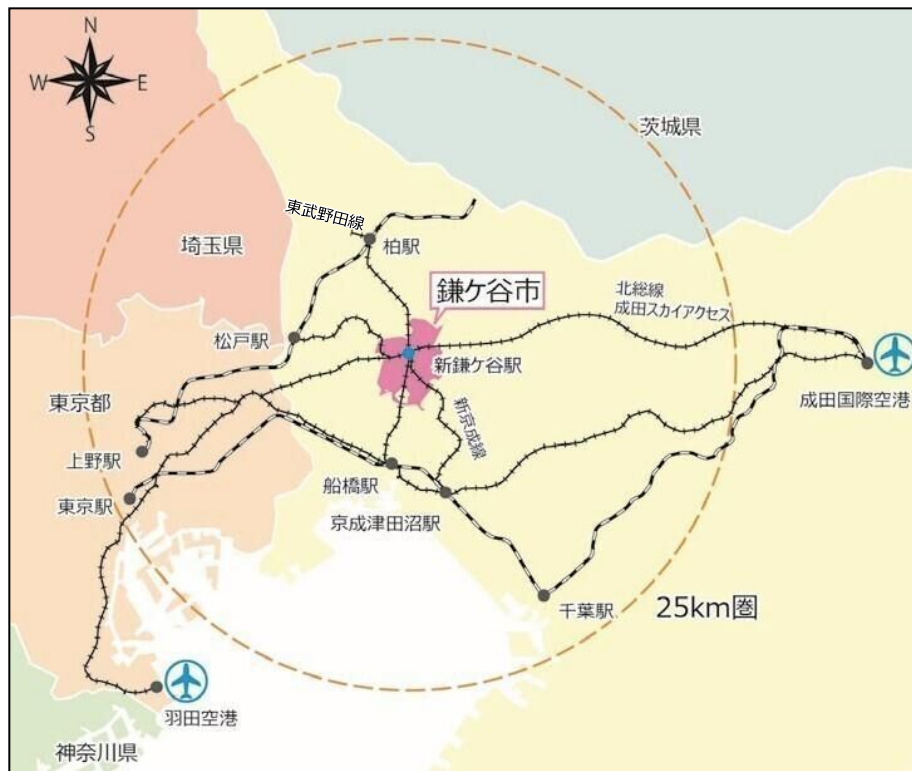 N
W
E
S
茨城県
東武野田線
柏駅
埼玉県
鎌ケ谷市
北総線
成田スカイアクセス
松戸駅
新鎌ケ谷駅
成田国際空港
東京都
新京成線
上野駅
船橋駅
東京駅
京成津田沼駅
千葉駅
25km圏
羽田空港
神奈川県